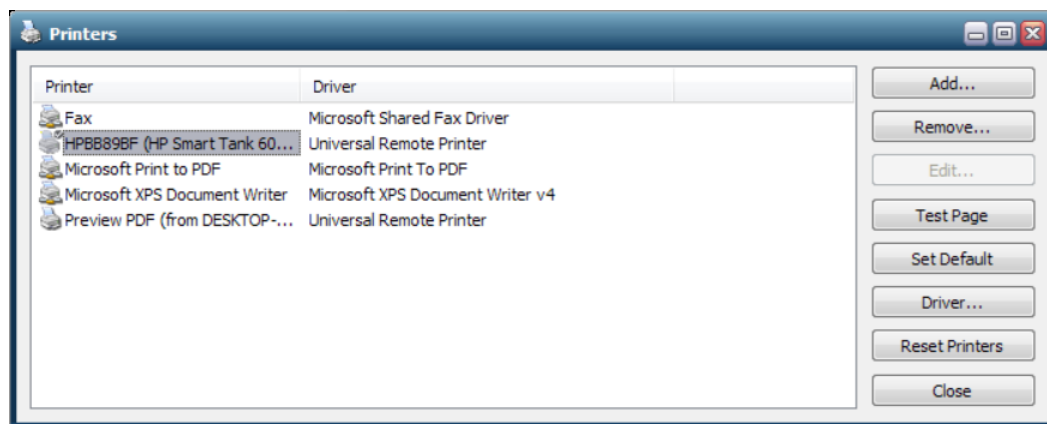 Printers
Printer Driver
Add...
Fax Microsoft Shared Fax Driver
Remove...
HPBB89BF (HP Smart Tank 60... Universal Remote Printer
Microsoft Print to PDF Microsoft Print To PDF
Edit...
Microsoft XPS Document Writer Microsoft XPS Document Writer v4
Preview PDF (from DESKTOP-... Universal Remote Printer
Test Page
Set Default
Driver...
Reset Printers
Close